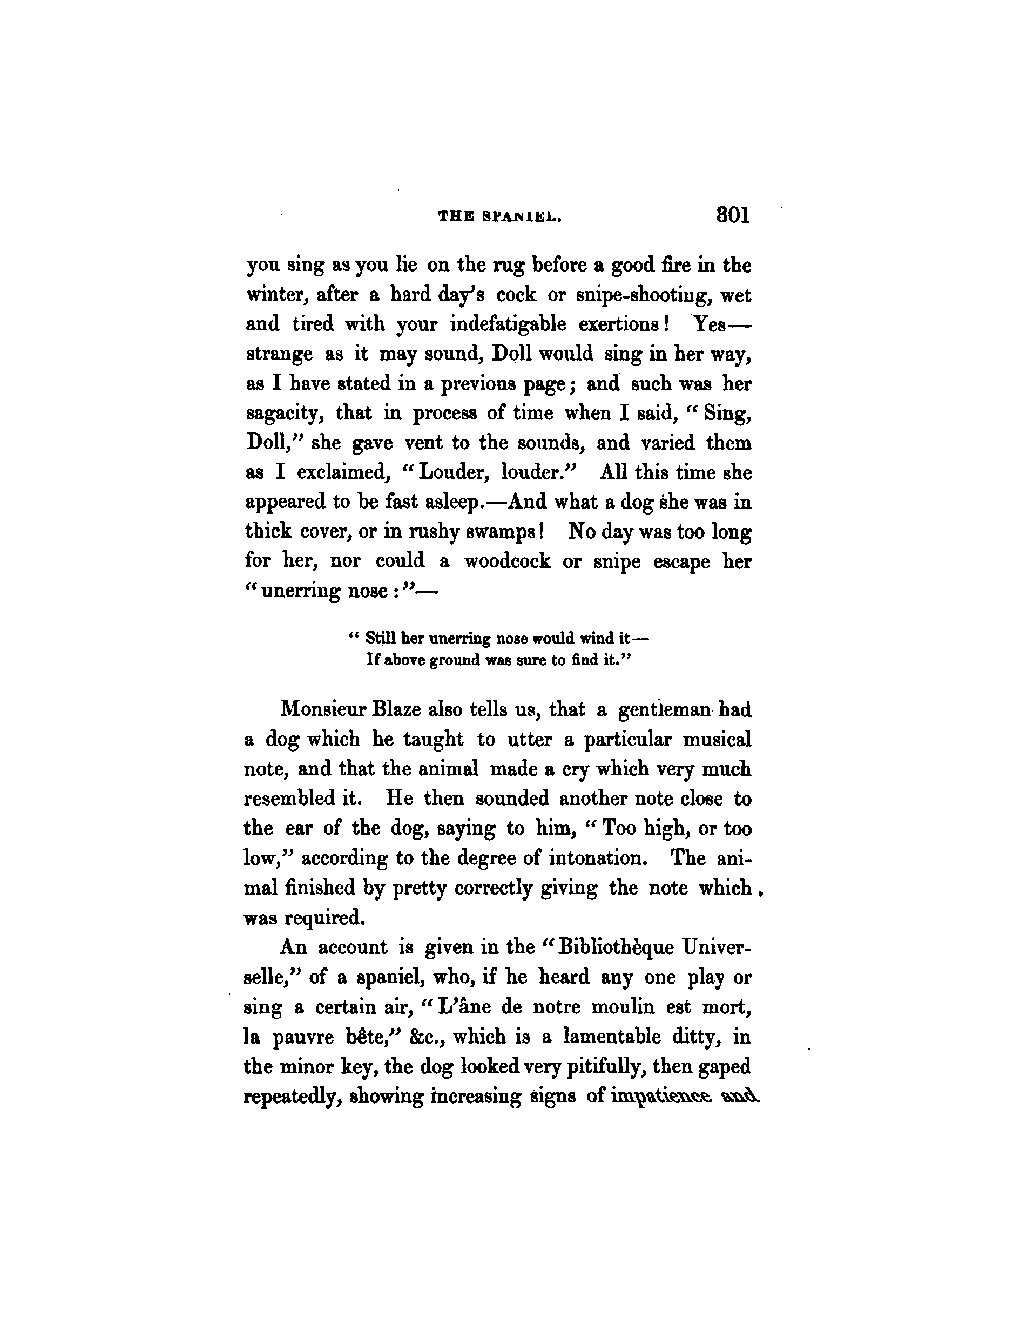 THE SPANIEL. 301
you sing as you lie on the rug before a good fire in the
winter, after a hard day's cock or snipe-shooting, wet
and tired with your indefatigable exertions! Yes—
strange as it may sound, Doll would sing in her way,
as I have stated in a previous page; and such was her
sagacity, that in process of time when I said, “Sing,
Doll,” she gave vent to the sounds, and varied them
as I exclaimed, “Louder, louder.” All this time she
appeared to be fast asleep.—And what a dog she was in
thick cover, or in rushy swamps! No day was too long
for her, nor could a woodcock or snipe escape her
“unerring nose:”—
“Still her unerring nose would wind it—
If above ground was sure to find it.”
Monsieur Blaze also tells us, that a gentleman had
a dog which he taught to utter a particular musical
note, and that the animal made a cry which very much
resembled it. He then sounded another note close to
the ear of the dog, saying to him, “Too high, or too
low,” according to the degree of intonation. The ani-
mal finished by pretty correctly giving the note which
was required.
An account is given in the “Bibliothèque Univer-
selle,” of a spaniel, who, if he heard any one play or
sing a certain air, “L'âne de notre moulin est mort,
la pauvre bête,” &c., which is a lamentable ditty, in
the minor key, the dog looked very pitifully, then gaped
repeatedly, showing increasing signs of impatience and